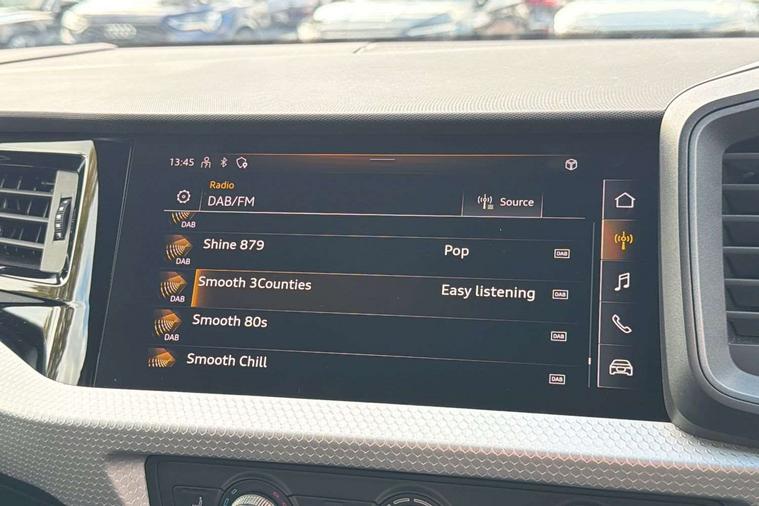 13:45
Radio
DAB/FM
Source
DAB
Shine 879 Pop DAB
DAB
Smooth 3Counties Easy listening DAB
DAB
Smooth 80s DAB
DAB
Smooth Chill DAB